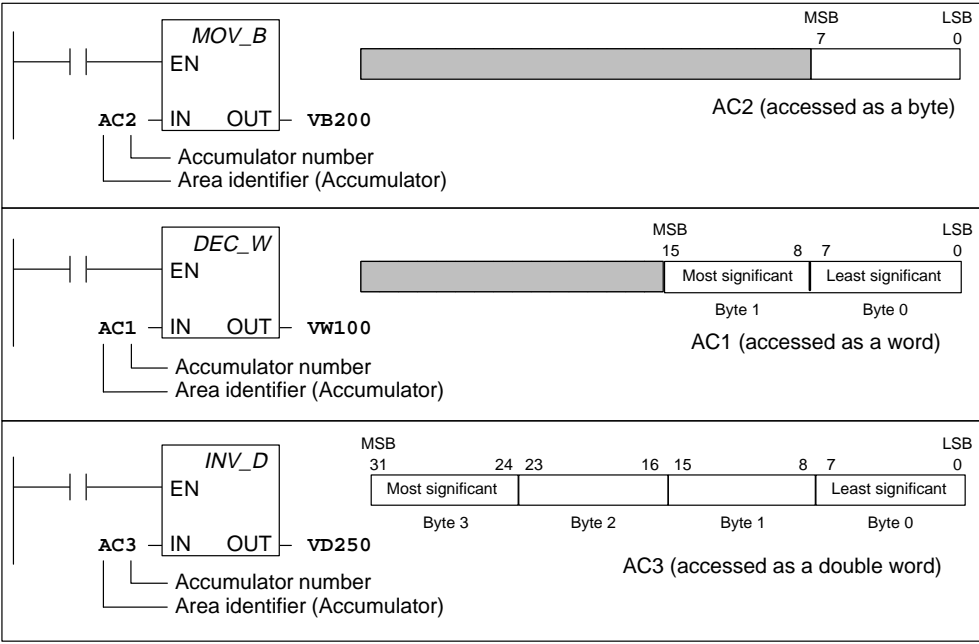 MOV_B
EN
AC2 IN OUT VB200
Accumulator number
Area identifier (Accumulator)
MSB LSB
7 0
AC2 (accessed as a byte)
DEC_W
EN
AC1 IN OUT VW100
Accumulator number
Area identifier (Accumulator)
MSB LSB
15 8 7 0
Most significant Least significant
Byte 1 Byte 0
AC1 (accessed as a word)
INV_D
EN
AC3 IN OUT VD250
Accumulator number
Area identifier (Accumulator)
MSB LSB
31 24 23 16 15 8 7 0
Most significant Least significant
Byte 3 Byte 2 Byte 1 Byte 0
AC3 (accessed as a double word)